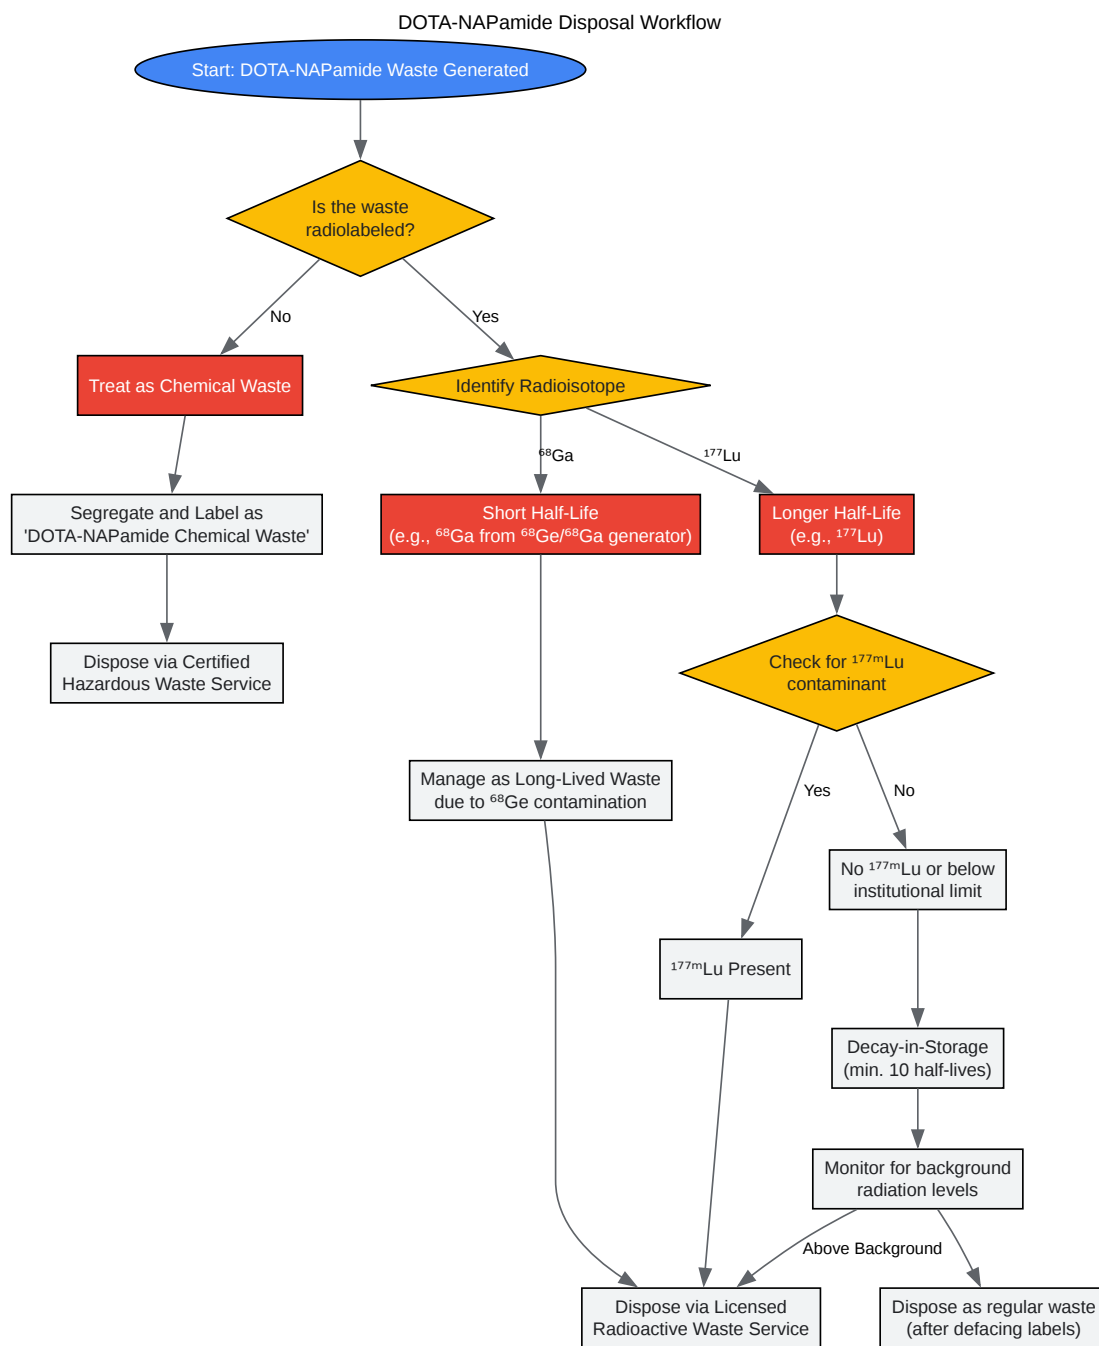 DOTA-NAPamide Disposal Workflow
Start: DOTA-NAPamide Waste Generated
Is the waste
radiolabeled?
No
Yes
Treat as Chemical Waste
Identify Radioisotope
⁶⁸Ga
¹⁷⁷Lu
Segregate and Label as
'DOTA-NAPamide Chemical Waste'
Short Half-Life
(e.g., ⁶⁸Ga from ⁶⁸Ge/⁶⁸Ga generator)
Longer Half-Life
(e.g., ¹⁷⁷Lu)
Dispose via Certified
Hazardous Waste Service
Check for ¹⁷⁷ᵐLu
contaminant
Manage as Long-Lived Waste
due to ⁶⁸Ge contamination
Yes
No
No ¹⁷⁷ᵐLu or below
institutional limit
¹⁷⁷ᵐLu Present
Decay-in-Storage
(min. 10 half-lives)
Monitor for background
radiation levels
Above Background
Dispose via Licensed
Radioactive Waste Service
Dispose as regular waste
(after defacing labels)